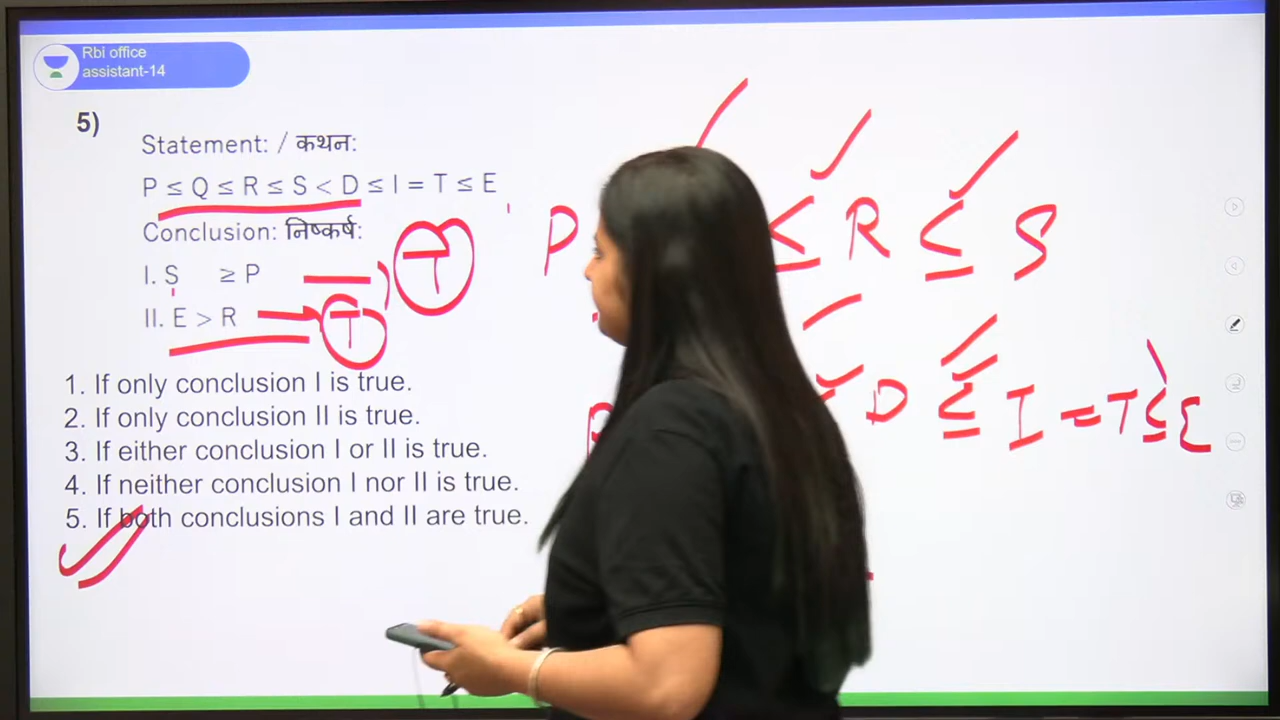 Rbi office
assistant-14
5)
Statement: / कथन:
P ≤ Q ≤ R ≤ S < D ≤ I = T ≤ E
Conclusion: निष्कर्ष:
I. S ≥ P
II. E > R
T
T
1. If only conclusion I is true.
2. If only conclusion II is true.
3. If either conclusion I or II is true.
4. If neither conclusion I nor II is true.
5. If both conclusions I and II are true.
P ≤ R ≤ S
D ≤ I = T ≤ E